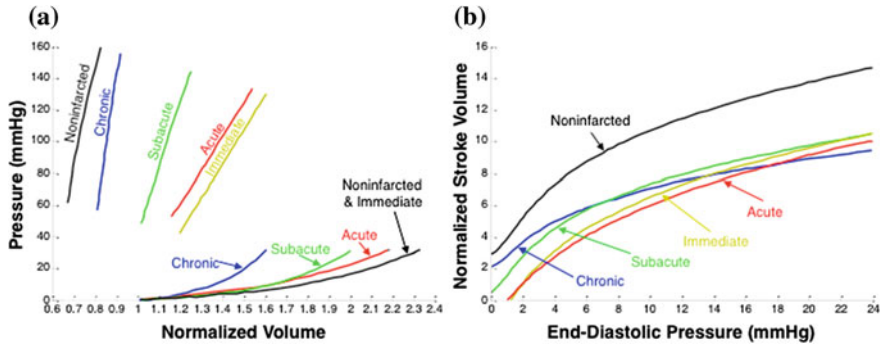 (a)
160
140
120
100
80
60
40
20
0
Pressure (mmHg)
Noninfarcted
Chronic
Subacute
Acute
Immediate
Noninfarcted
& Immediate
Chronic
Subacute
Acute
0.6 0.7 0.8 0.9 1 1.1 1.2 1.3 1.4 1.5 1.6 1.7 1.8 1.9 2 2.1 2.2 2.3 2.4
Normalized Volume
(b)
16
14
12
10
8
6
4
2
0
Normalized Stroke Volume
Noninfarcted
Acute
Immediate
Subacute
Chronic
0 2 4 6 8 10 12 14 16 18 20 22 24
End-Diastolic Pressure (mmHg)